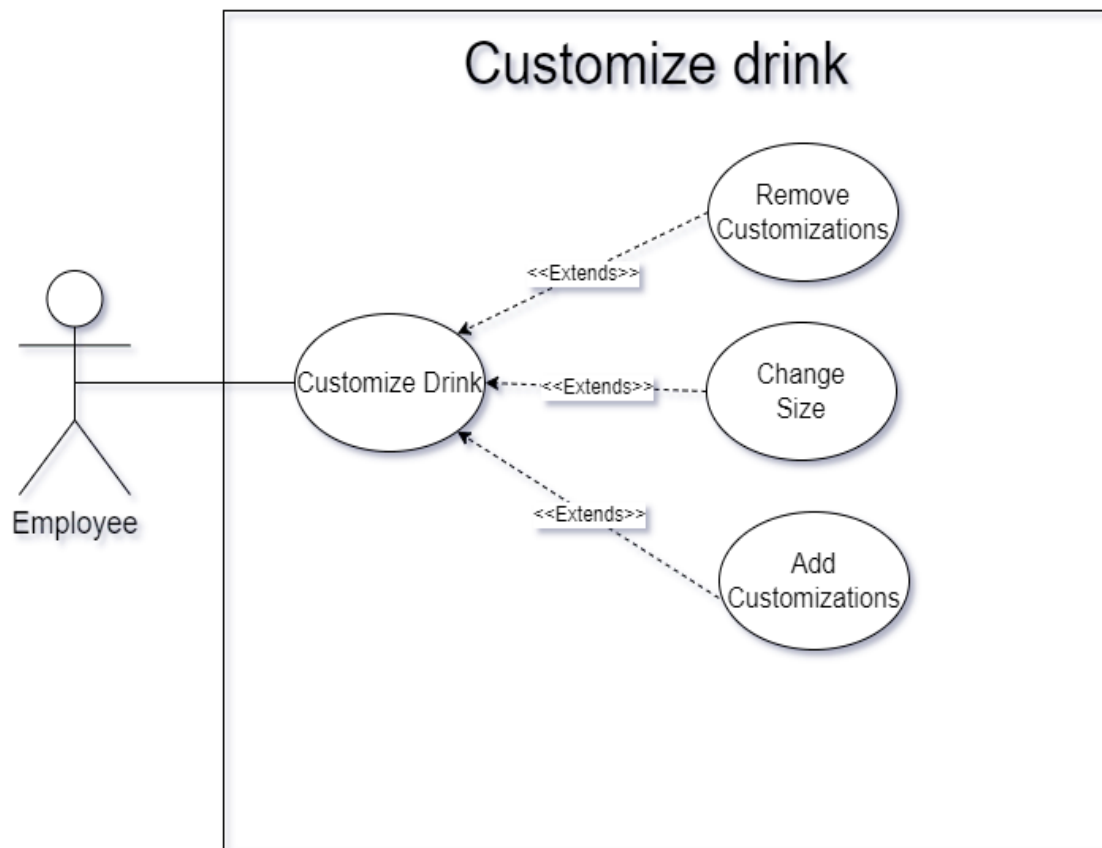 Customize drink
Remove
Customizations
<<Extends>>
Customize Drink
<<Extends>>
Change
Size
<<Extends>>
Employee
Add
Customizations